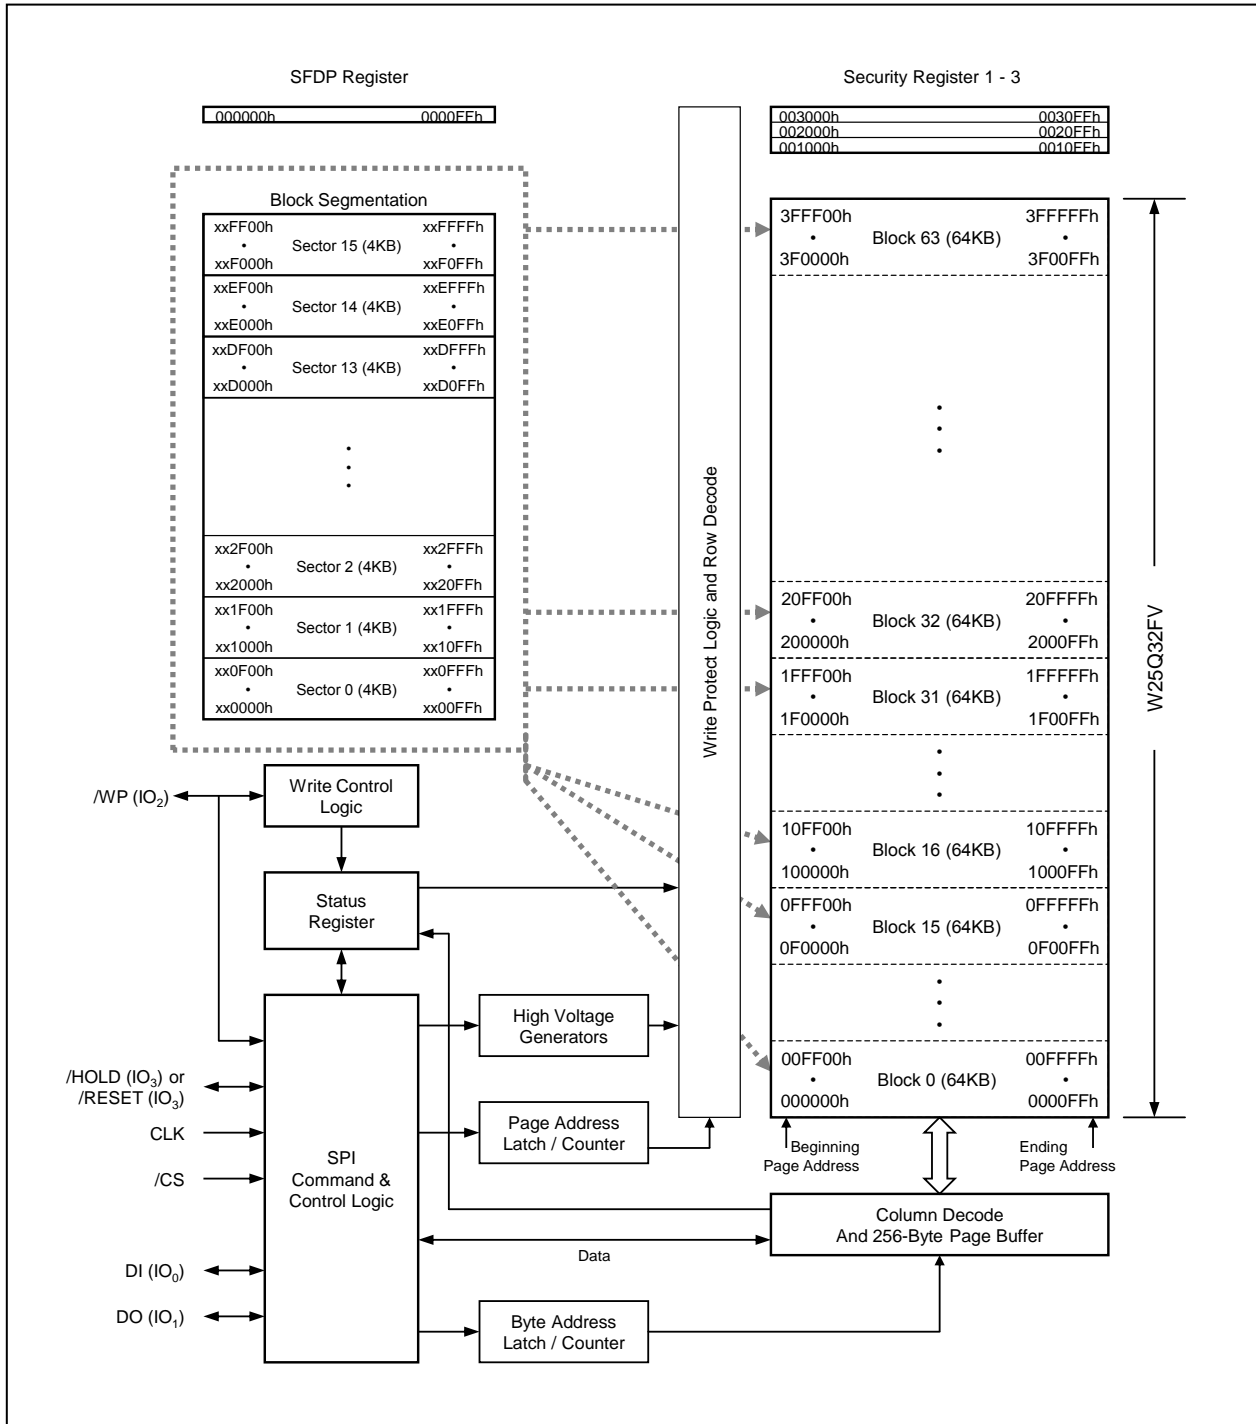 SFDP Register
000000h 0000FFh
Security Register 1 - 3
003000h 0030FFh
002000h 0020FFh
001000h 0010FFh
Block Segmentation
xxFF00h xxFFFFh
Sector 15 (4KB)
xxF000h xxF0FFh
xxEF00h xxEFFFh
Sector 14 (4KB)
xxE000h xxE0FFh
xxDF00h xxDFFFh
Sector 13 (4KB)
xxD000h xxD0FFh
xx2F00h xx2FFFh
Sector 2 (4KB)
xx2000h xx20FFh
xx1F00h xx1FFFh
Sector 1 (4KB)
xx1000h xx10FFh
xx0F00h xx0FFFh
Sector 0 (4KB)
xx0000h xx00FFh
Write Protect Logic and Row Decode
3FFF00h 3FFFFFh
Block 63 (64KB)
3F0000h 3F00FFh
20FF00h 20FFFFh
Block 32 (64KB)
200000h 2000FFh
1FFF00h 1FFFFFh
Block 31 (64KB)
1F0000h 1F00FFh
10FF00h 10FFFFh
Block 16 (64KB)
100000h 1000FFh
0FFF00h 0FFFFFh
Block 15 (64KB)
0F0000h 0F00FFh
00FF00h 00FFFFh
Block 0 (64KB)
000000h 0000FFh
W25Q32FV
Beginning
Page Address
Ending
Page Address
/WP (IO2)
Write Control
Logic
Status
Register
High Voltage
Generators
/HOLD (IO3) or
/RESET (IO3)
CLK
/CS
Page Address
Latch / Counter
SPI
Command &
Control Logic
Column Decode
And 256-Byte Page Buffer
Data
DI (IO0)
DO (IO1)
Byte Address
Latch / Counter